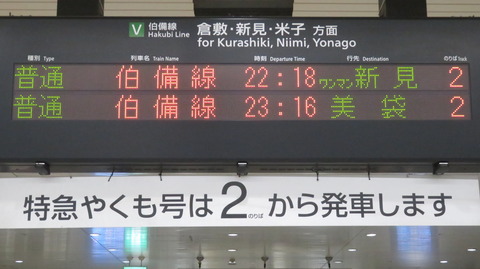 V 伯備線 倉敷・新見・米子 方面
Hakubi Line for Kurashiki, Niimi, Yonago
種別 Type 列車名 Train Name 時刻 Departure Time 行先 Destination のりば Track
普通 伯備線 22:18 ワンマン 新見 2
普通 伯備線 23:16 美袋 2
特急やくも号は 2 のりば から発車します